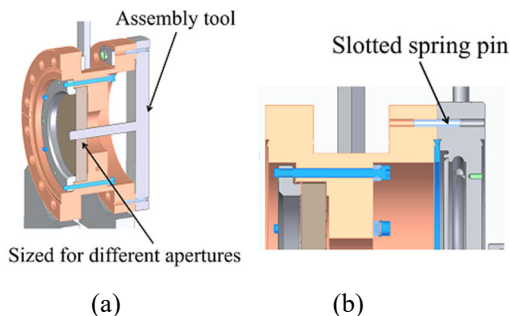 Assembly tool
Slotted spring pin
Sized for different apertures
(a)
(b)